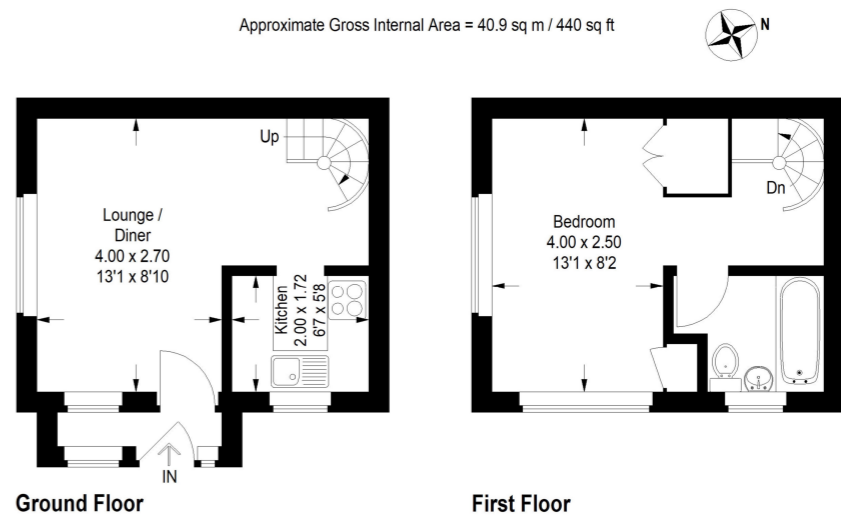 Approximate Gross Internal Area = 40.9 sq m / 440 sq ft
N
Up
Lounge /
Diner
4.00 x 2.70
13'1 x 8'10
Kitchen
2.00 x 1.72
6'7 x 5'8
IN
Ground Floor
Dn
Bedroom
4.00 x 2.50
13'1 x 8'2
First Floor